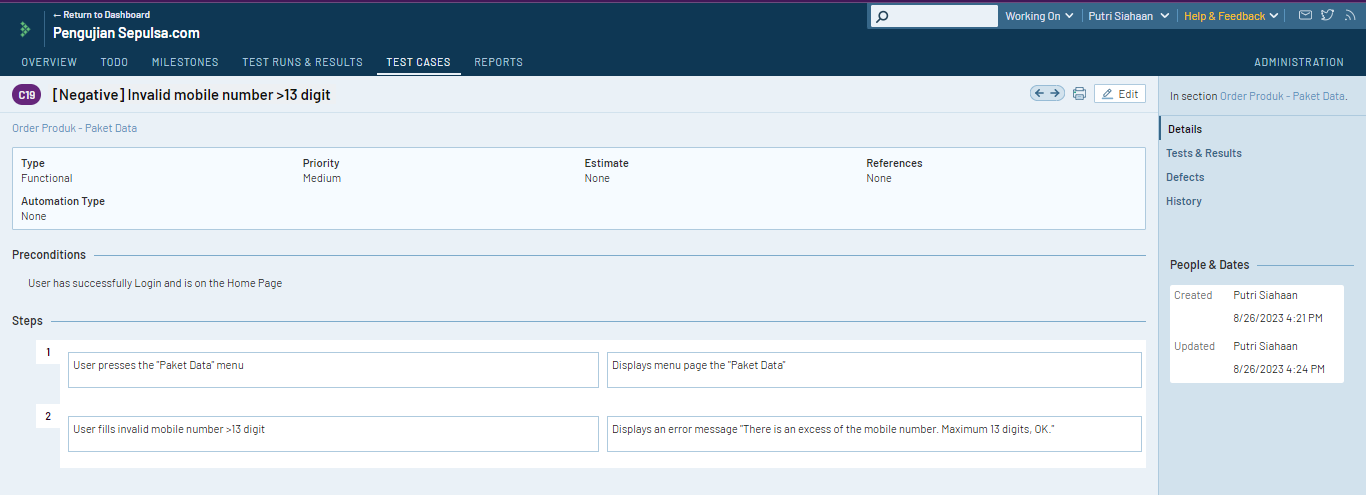 ← Return to Dashboard
Pengujian Sepulsa.com
Working On
Putri Siahaan
Help & Feedback
OVERVIEW
TODO
MILESTONES
TEST RUNS & RESULTS
TEST CASES
REPORTS
ADMINISTRATION
C19
[Negative] Invalid mobile number >13 digit
Edit
Order Produk - Paket Data
Type
Functional
Priority
Medium
Estimate
None
References
None
Automation Type
None
Preconditions
User has successfully Login and is on the Home Page
Steps
1
User presses the "Paket Data" menu
Displays menu page the "Paket Data"
2
User fills invalid mobile number >13 digit
Displays an error message "There is an excess of the mobile number. Maximum 13 digits, OK."
In section Order Produk - Paket Data.
Details
Tests & Results
Defects
History
People & Dates
Created
Putri Siahaan
8/26/2023 4:21 PM
Updated
Putri Siahaan
8/26/2023 4:24 PM